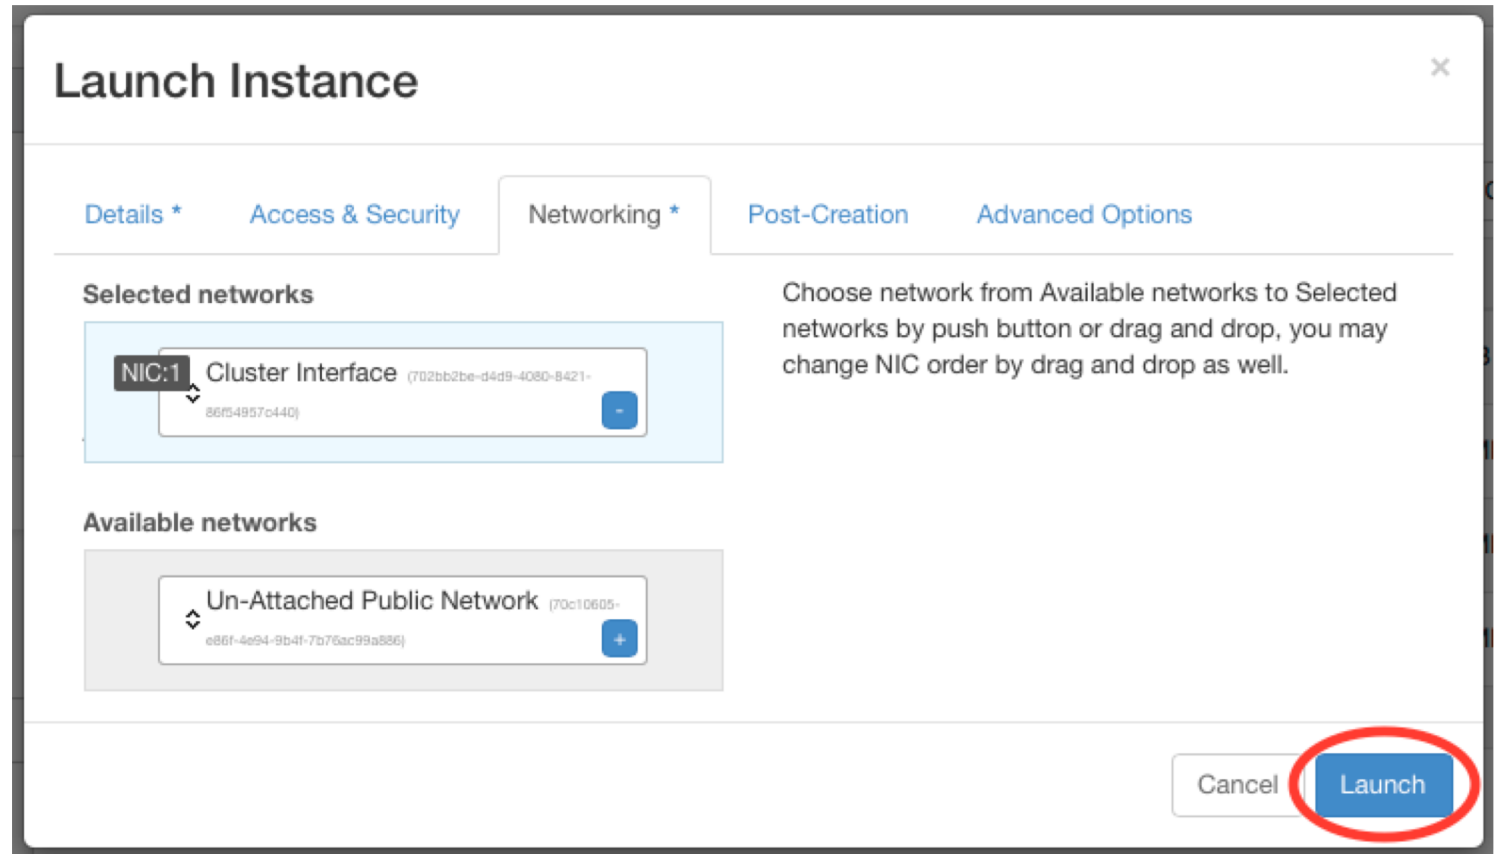 Launch Instance
×
Details *
Access & Security
Networking *
Post-Creation
Advanced Options
Selected networks
NIC:1
Cluster Interface (702bb2be-d4d9-4080-8421-
86f54957c440)
-
Choose network from Available networks to Selected
networks by push button or drag and drop, you may
change NIC order by drag and drop as well.
Available networks
Un-Attached Public Network (70c10605-
e86f-4e94-9b4f-7b76ac99a886)
+
Cancel
Launch